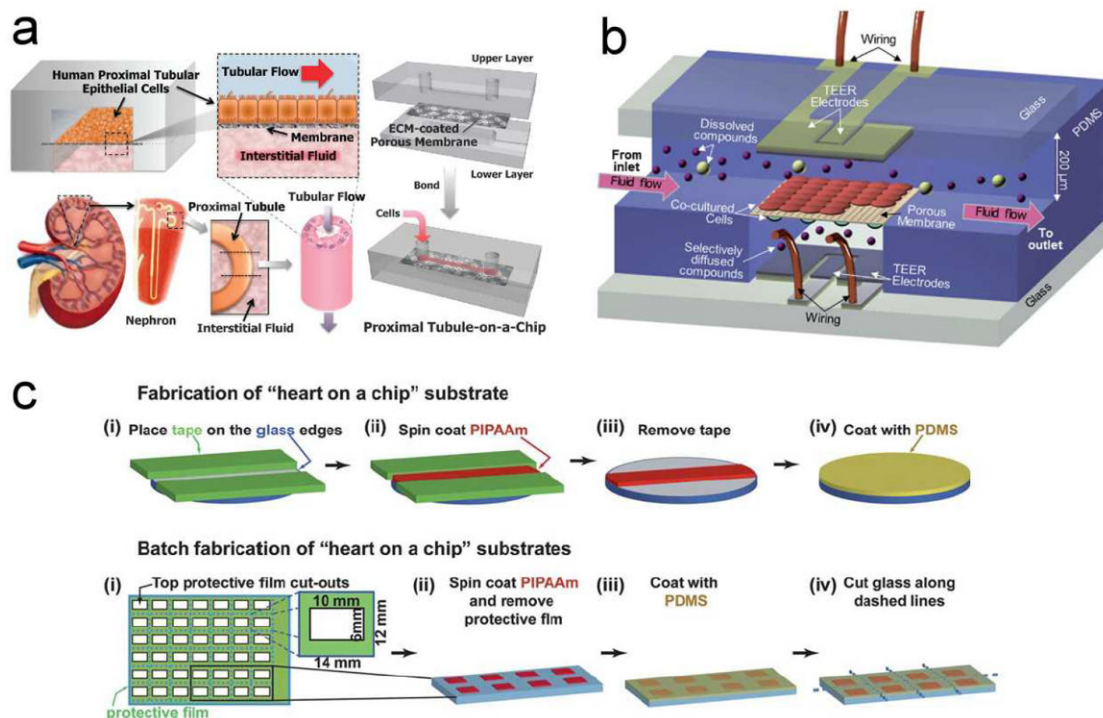 a
Human Proximal Tubular
Epithelial Cells
Tubular Flow
Membrane
Interstitial Fluid
Upper Layer
ECM-coated
Porous Membrane
Lower Layer
Bond
Cells
Proximal Tubule-on-a-Chip
Tubular Flow
Proximal Tubule
Nephron
Interstitial Fluid
b
Wiring
TEER
Electrodes
Glass
PDMS
Dissolved
compounds
200 µm
From
inlet
Fluid flow
Co-cultured
Cells
Porous
Membrane
Fluid flow
To
outlet
Selectively
diffused
compounds
TEER
Electrodes
Wiring
Glass
c
Fabrication of “heart on a chip” substrate
(i) Place tape on the glass edges
(ii) Spin coat PIPAAm
(iii) Remove tape
(iv) Coat with PDMS
Batch fabrication of “heart on a chip” substrates
(i) Top protective film cut-outs
10 mm
6mm
12 mm
14 mm
protective film
(ii) Spin coat PIPAAm
and remove
protective flm
(iii) Coat with
PDMS
(iv) Cut glass along
dashed lines